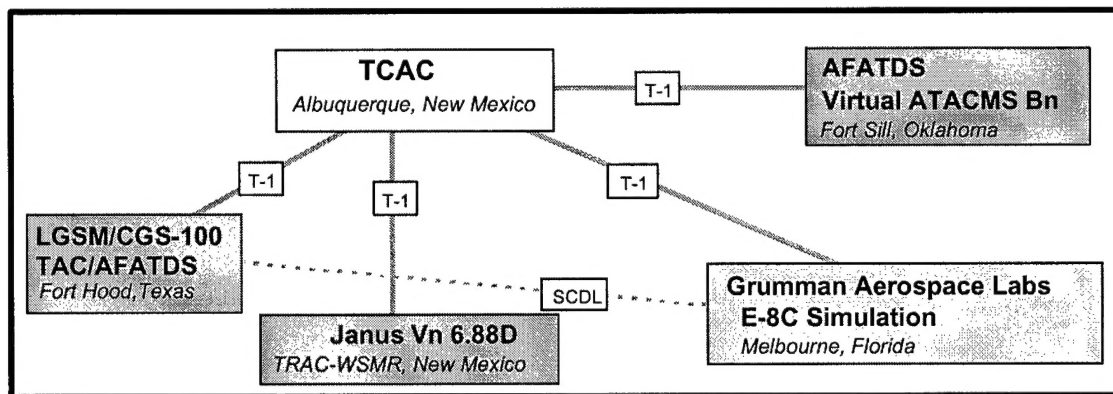 TCAC
Albuquerque, New Mexico
AFATDS
Virtual ATACMS Bn
Fort Sill, Oklahoma
T-1
T-1
T-1
T-1
LGSM/CGS-100
TAC/AFATDS
Fort Hood,Texas
SCDL
Grumman Aerospace Labs
E-8C Simulation
Melbourne, Florida
Janus Vn 6.88D
TRAC-WSMR, New Mexico